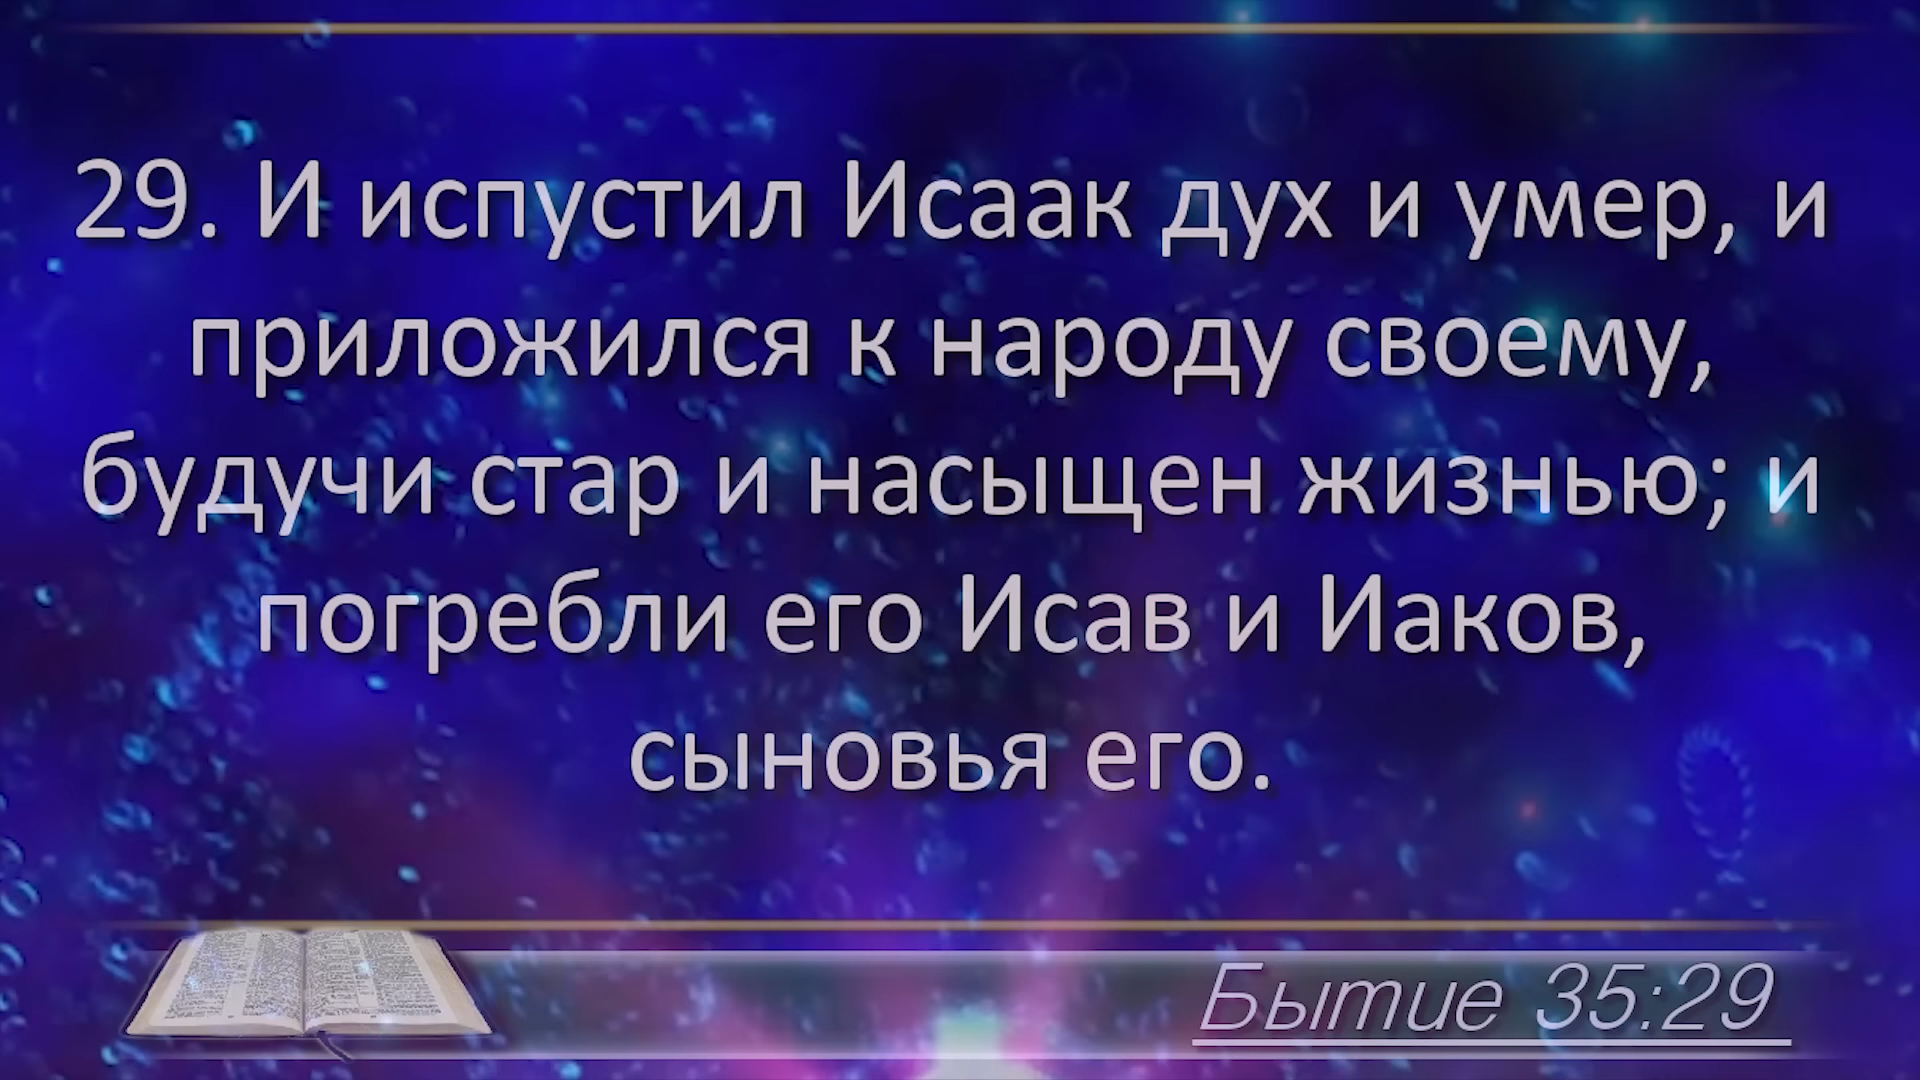 29. И испустил Исаак дух и умер, и
приложился к народу своему,
будучи стар и насыщен жизнью; и
погребли его Исав и Иаков,
сыновья его.
Бытие 35:29